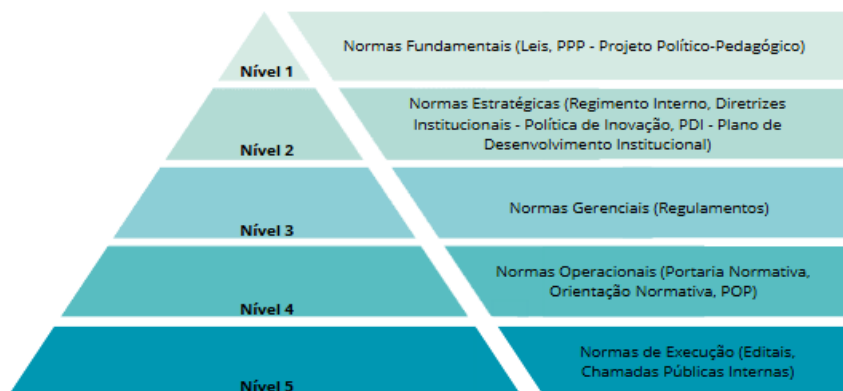 Normas Fundamentais (Leis, PPP - Projeto Político-Pedagógico)
Nível 1
Normas Estratégicas (Regimento Interno, Diretrizes
Institucionais - Política de Inovação, PDI - Plano de
Desenvolvimento Institucional)
Nível 2
Normas Gerenciais (Regulamentos)
Nível 3
Normas Operacionais (Portaria Normativa,
Orientação Normativa, POP)
Nível 4
Normas de Execução (Editais,
Chamadas Públicas Internas)
Nível 5